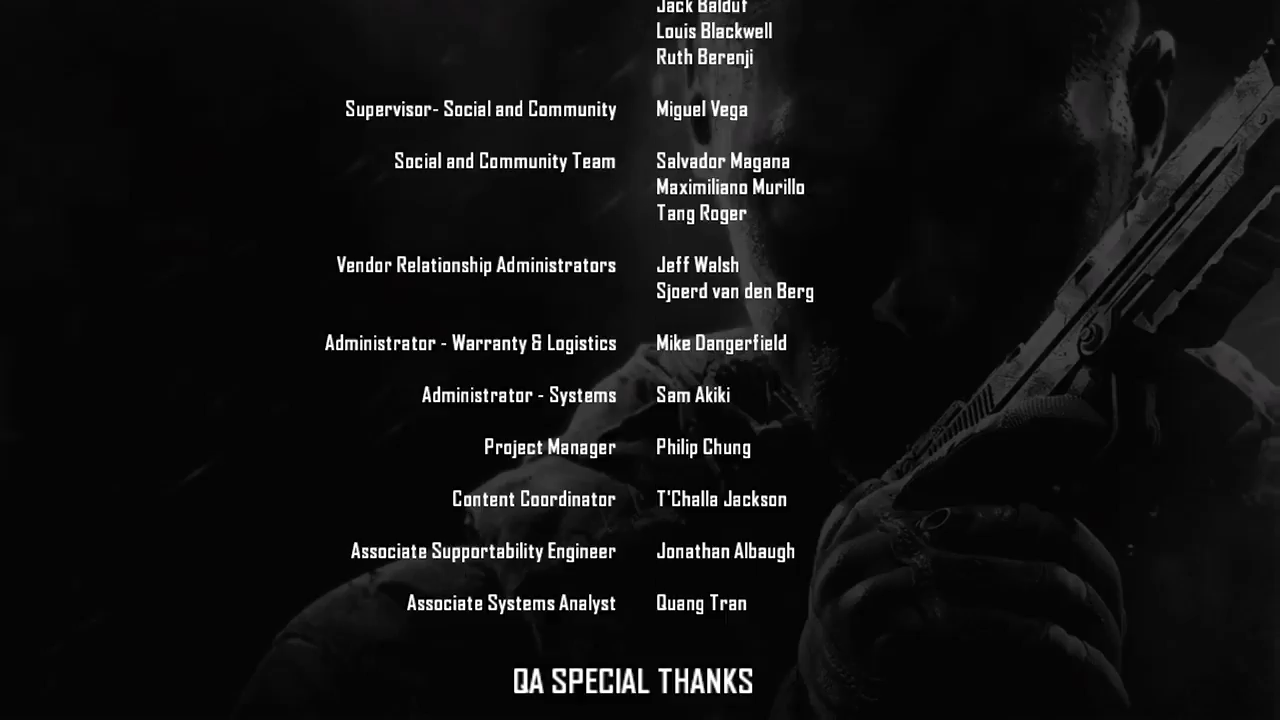 Jack Balduf
Louis Blackwell
Ruth Berenji
Supervisor- Social and Community Miguel Vega
Social and Community Team Salvador Magana
Maximiliano Murillo
Tang Roger
Vendor Relationship Administrators Jeff Walsh
Sjoerd van den Berg
Administrator - Warranty & Logistics Mike Dangerfield
Administrator - Systems Sam Akiki
Project Manager Philip Chung
Content Coordinator T'Challa Jackson
Associate Supportability Engineer Jonathan Albaugh
Associate Systems Analyst Quang Tran
QA SPECIAL THANKS